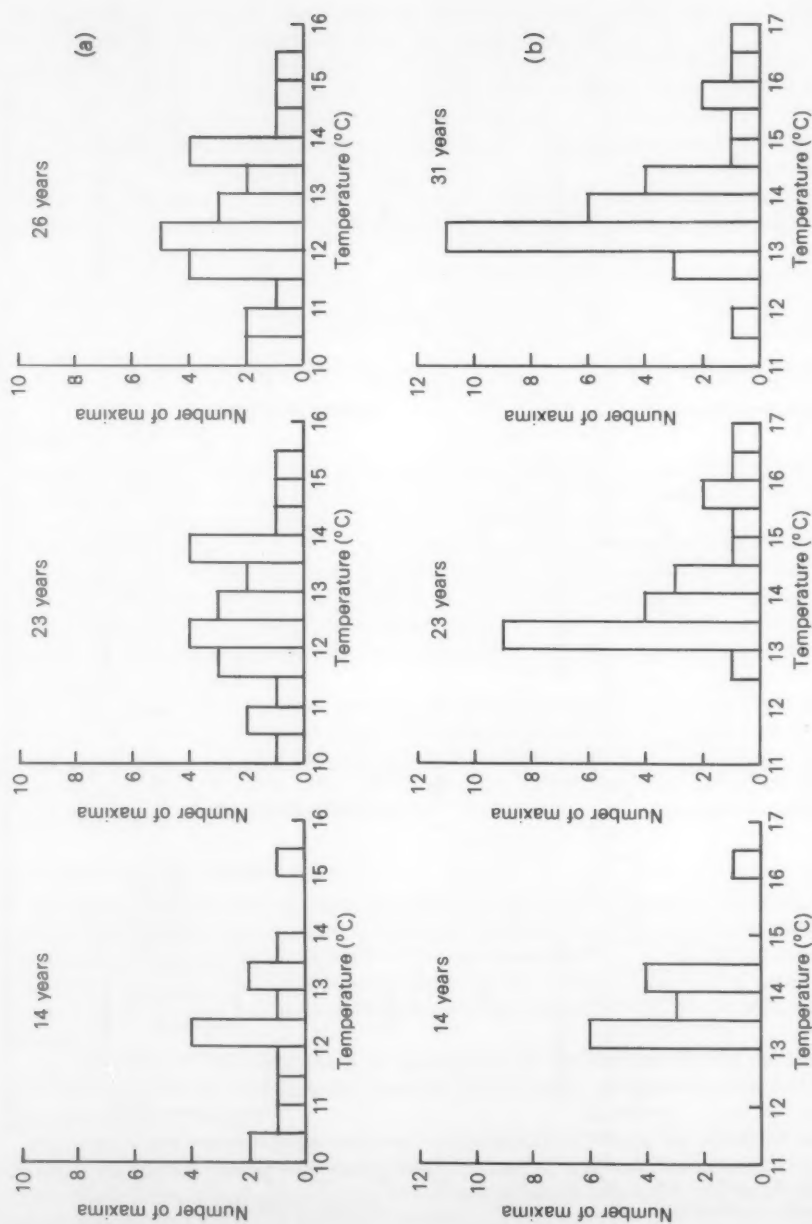 14 years
Number of maxima
10
8
6
4
2
0
10 11 12 13 14 15 16
Temperature (°C)
23 years
Number of maxima
10
8
6
4
2
0
10 11 12 13 14 15 16
Temperature (°C)
26 years
(a)
Number of maxima
10
8
6
4
2
0
10 11 12 13 14 15 16
Temperature (°C)
14 years
Number of maxima
12
10
8
6
4
2
0
11 12 13 14 15 16 17
Temperature (°C)
23 years
Number of maxima
12
10
8
6
4
2
0
11 12 13 14 15 16 17
Temperature (°C)
31 years
(b)
Number of maxima
12
10
8
6
4
2
0
11 12 13 14 15 16 17
Temperature (°C)